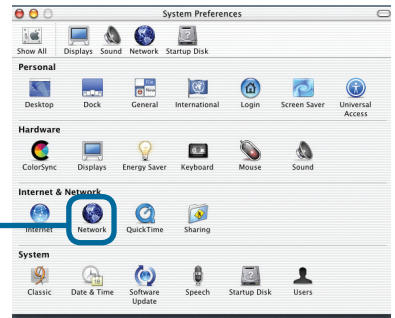 System Preferences
Show All Displays Sound Network Startup Disk
Personal
Desktop Dock General International Login Screen Saver Universal
Access
Hardware
ColorSync Displays Energy Saver Keyboard Mouse Sound
Internet & Network
Internet Network QuickTime Sharing
System
Classic Date & Time Software Speech Startup Disk Users
Update